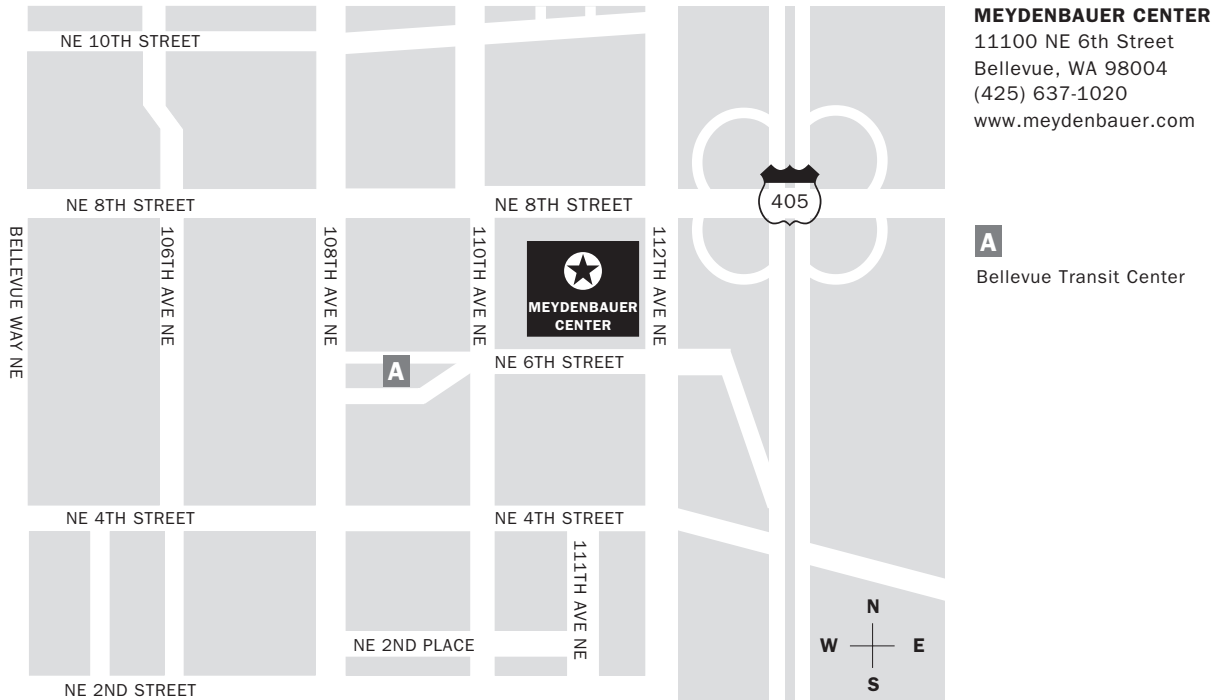 NE 10TH STREET
NE 8TH STREET
NE 8TH STREET
BELLEVUE WAY NE
106TH AVE NE
108TH AVE NE
110TH AVE NE
112TH AVE NE
405
MEYDENBAUER
CENTER
A
NE 6TH STREET
NE 4TH STREET
NE 4TH STREET
111TH AVE NE
NE 2ND PLACE
NE 2ND STREET
N
W
E
S
MEYDENBAUER CENTER
11100 NE 6th Street
Bellevue, WA 98004
(425) 637-1020
www.meydenbauer.com
A
Bellevue Transit Center